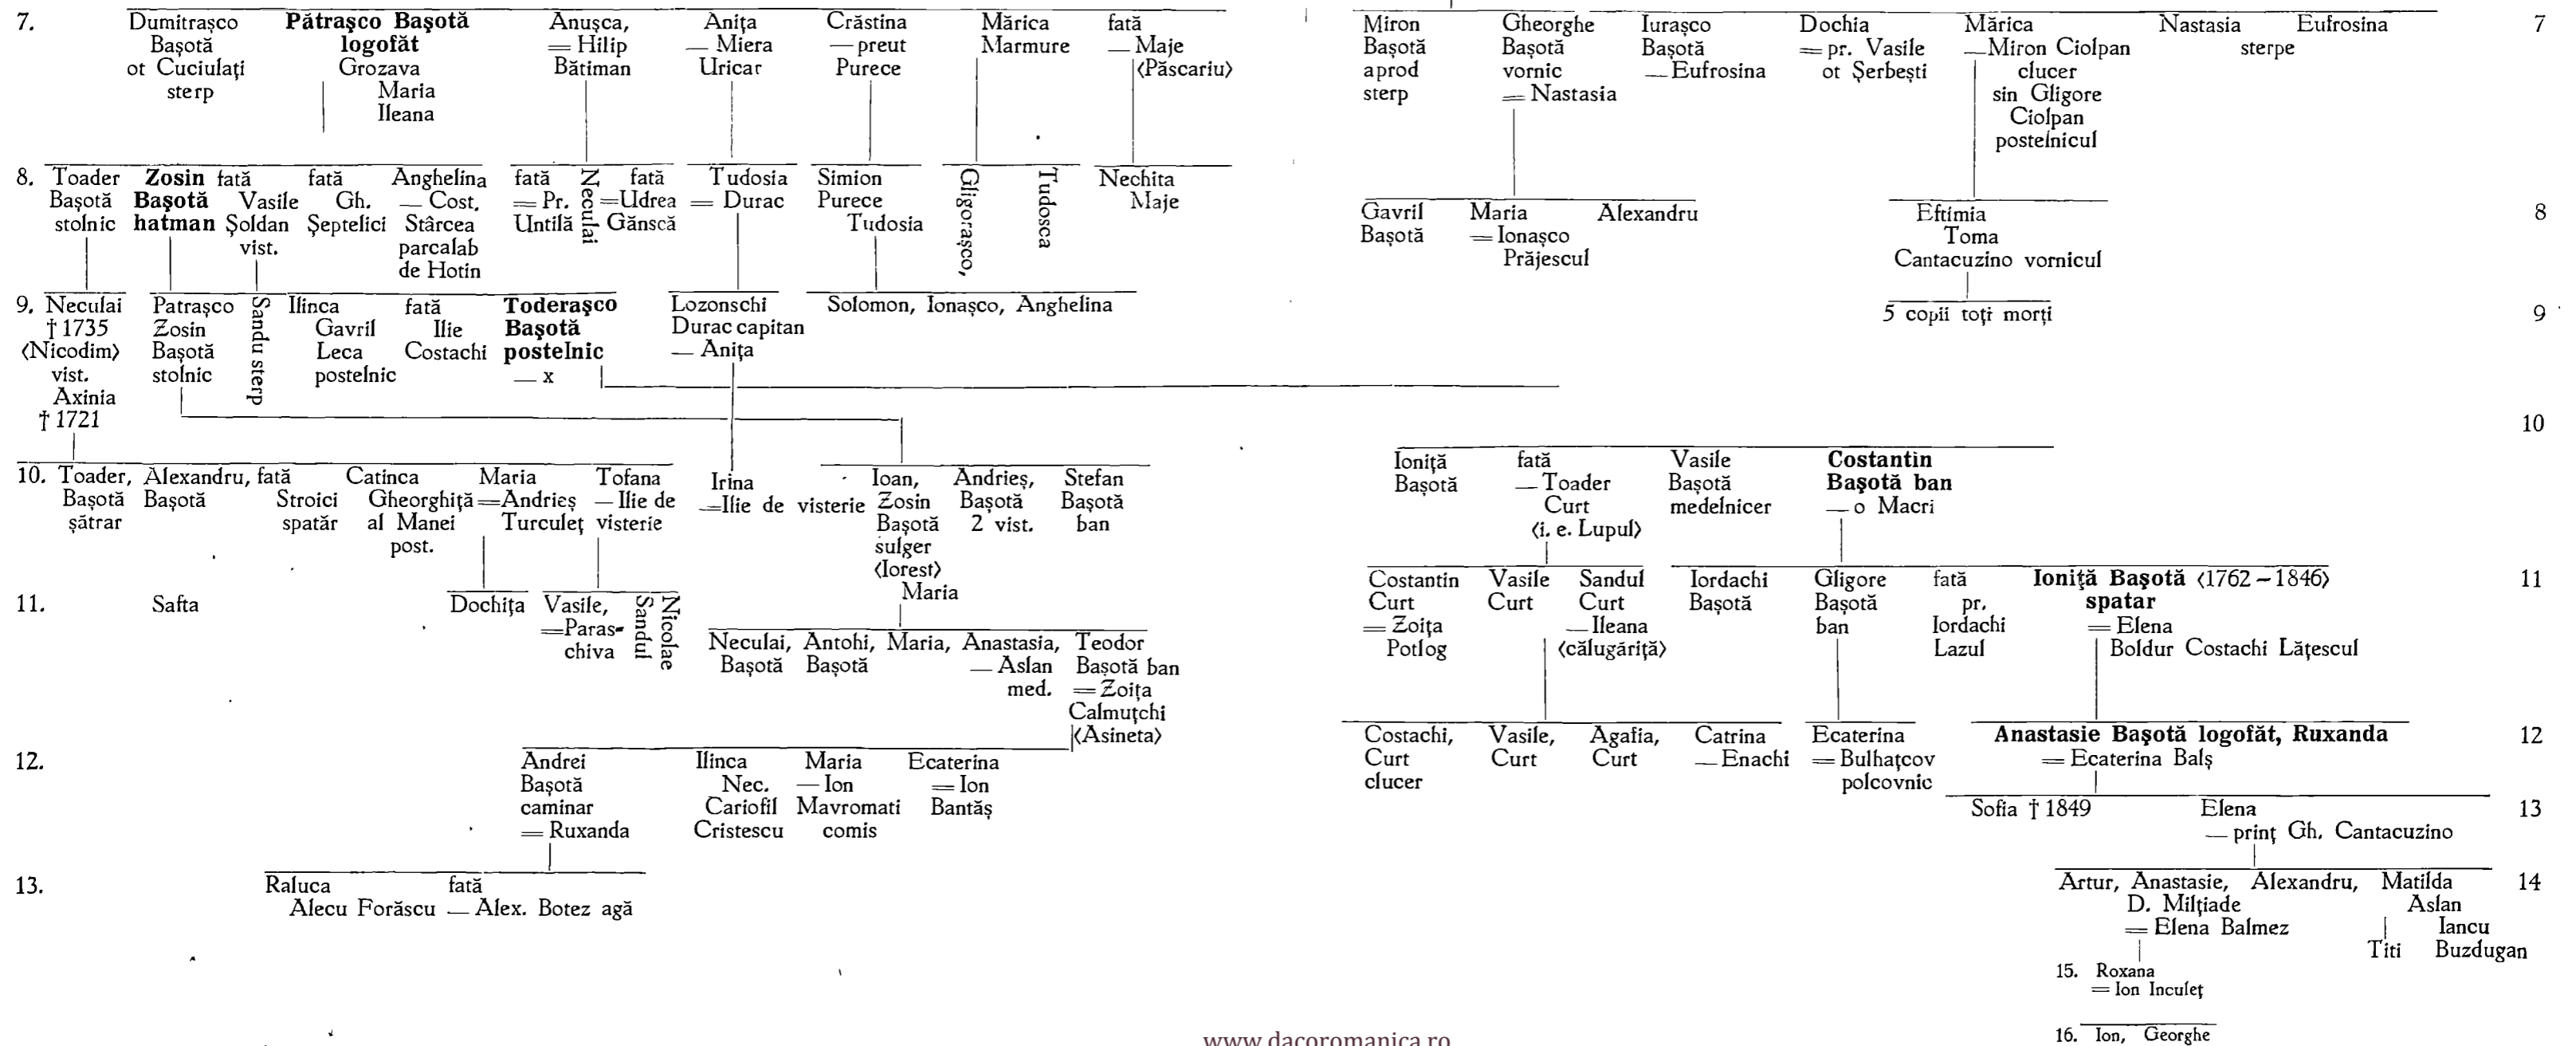 7. Dumitrașco Pătrașco Bașotă Anușca, Anița Crăstina Mărica fată
Bașotă logofăt = Hilip — Miera — preut Marmure — Maje
ot Cuciulați Grozava Bătiman Uricar Purece ⟨Păscariu⟩
sterp Maria
Ileana
Miron Gheorghe Iurașco Dochia Mărica Nastasia Eufrosina 7
Bașotă Bașotă Bașotă = pr. Vasile — Miron Ciolpan sterpe
aprod vornic — Eufrosina ot Șerbești clucer
sterp = Nastasia sin Gligore
Ciolpan
postelnicul
8. Toader Zosin fată fată Anghelina fată Neculai fată Tudosia Simion Gligorașco, Tudosca Nechita
Bașotă Bașotă Vasile Gh. — Cost. = Pr. = Udrea = Durac Purece Maje
stolnic hatman Șoldan Șeptelici Stârcea Untilă Gănscă Tudosia
vist. parcalab
de Hotin
Gavril Maria Alexandru Eftimia 8
Bașotă = Ionașco Toma
Prăjescul Cantacuzino vornicul
9. Neculai Patrașco Sandu sterp Ilinca fată Toderașco Lozonschi Solomon, Ionașco, Anghelina
† 1735 Zosin Gavril Ilie Bașotă Durac capitan
⟨Nicodim⟩ Bașotă Leca Costachi postelnic — Anița
vist. stolnic postelnic — x
Axinia
† 1721
5 copii toți morți 9
10
10. Toader, Alexandru, fată Catinca Maria Tofana Irina Ioan, Andrieș, Stefan
Bașotă Bașotă Stroici Gheorghiță = Andrieș — Ilie de = Ilie de visterie Zosin Bașotă Bașotă
sătrar spatăr al Manei Turculeț visterie Bașotă 2 vist. ban
post. sulger
⟨Iorest⟩
Maria
Ioniță fată Vasile Costantin
Bașotă — Toader Bașotă Bașotă ban
Curt medelnicer — o Macri
⟨i. e. Lupul⟩
Costantin Vasile Sandul Iordachi Gligore fată Ioniță Bașotă ⟨1762 – 1846⟩ 11
Curt Curt Curt Bașotă Bașotă pr. spatar
= Zoița — Ileana ban Iordachi = Elena
Potlog ⟨călugăriță⟩ Lazul Boldur Costachi Lățescul
11. Safta Dochița Vasile, Sandul Nicolae
= Paras-
chiva
Neculai, Antohi, Maria, Anastasia, Teodor
Bașotă Bașotă — Aslan Bașotă ban
med. = Zoița
Calmuțchi
⟨Asineta⟩
Costachi, Vasile, Agafia, Catrina Ecaterina Anastasie Bașotă logofăt, Ruxanda 12
Curt Curt Curt — Enachi = Bulhațcov = Ecaterina Balș
clucer polcovnic
12. Andrei Ilinca Maria Ecaterina
Bașotă Nec. — Ion = Ion
caminar Cariofil Mavromati Bantăș
= Ruxanda Cristescu comis
Sofia † 1849 Elena 13
— prinț Gh. Cantacuzino
13. Raluca fată
Alecu Forăscu — Alex. Botez agă
Artur, Anastasie, Alexandru, Matilda 14
D. Milțiade Aslan
= Elena Balmez Iancu
Titi Buzdugan
15. Roxana
= Ion Inculeț
16. Ion, Georghe
www.dacoromanica.ro